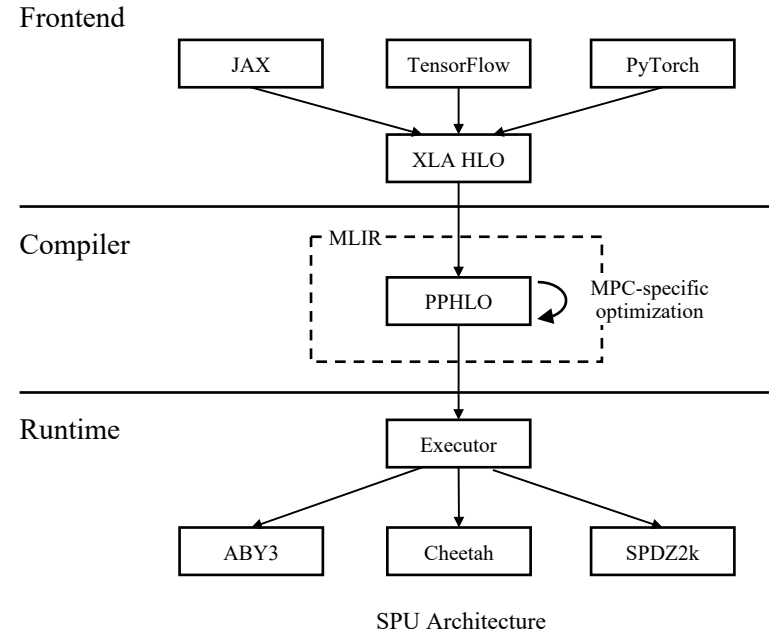 Frontend
JAX
TensorFlow
PyTorch
XLA HLO
Compiler
MLIR
PPHLO
MPC-specific
optimization
Runtime
Executor
ABY3
Cheetah
SPDZ2k
SPU Architecture